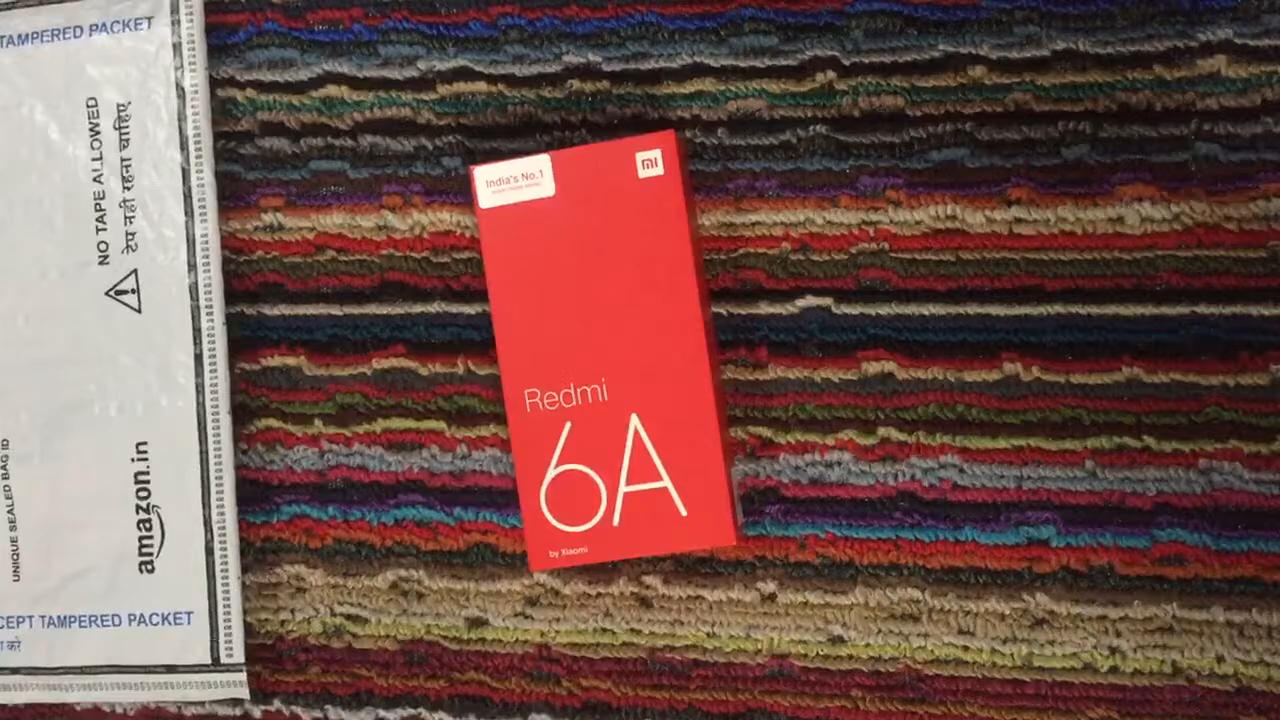 TAMPERED PACKET
NO TAPE ALLOWED
टेप नही रहना चाहिए
UNIQUE SEALED BAG ID
amazon.in
CEPT TAMPERED PACKET
करे
India's No.1
MI
Redmi
6A
by Xiaomi